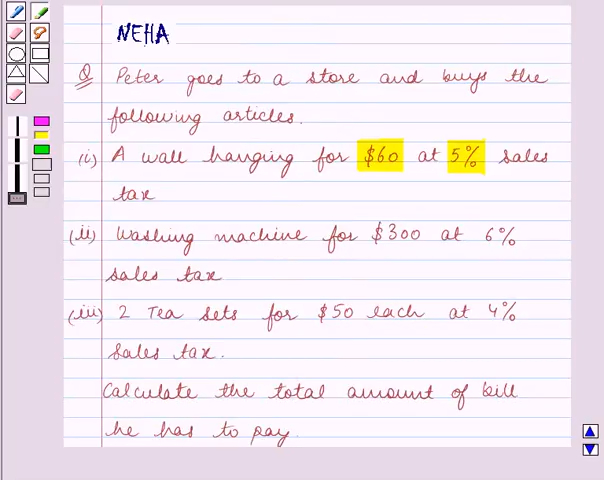 NEHA
Q Peter goes to a store and buys the
following articles.
(i) A wall hanging for $60 at 5% sales
tax
(ii) Washing machine for $300 at 6%
sales tax
(iii) 2 Tea sets for $50 each at 4%
sales tax.
Calculate the total amount of bill
he has to pay.